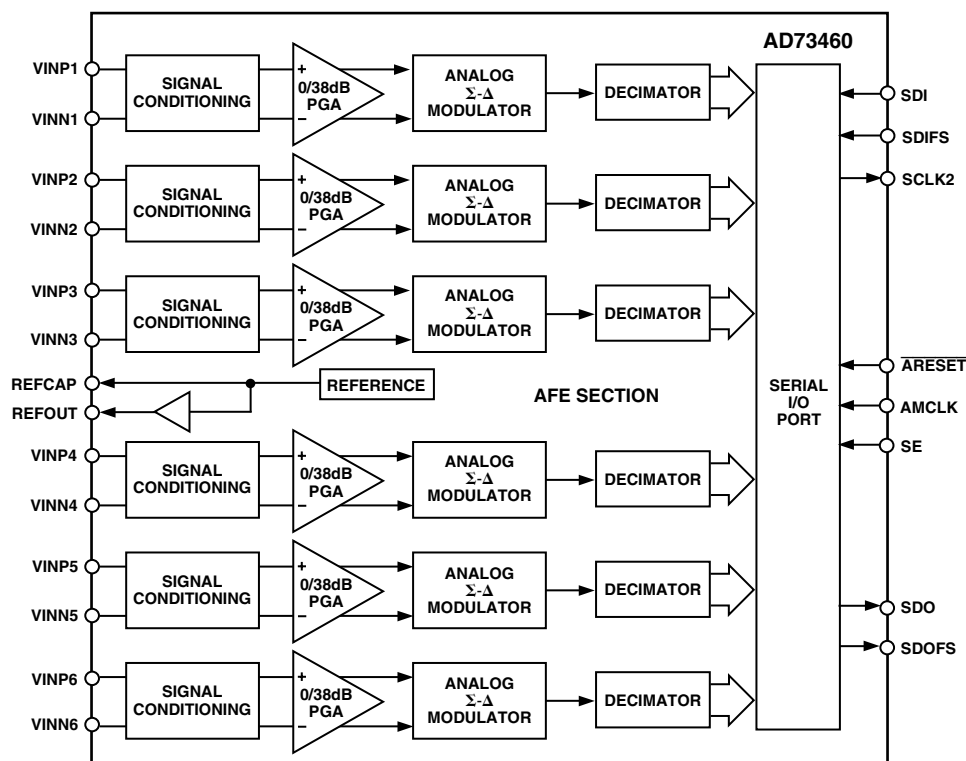 AD73460
VINP1
VINN1
SIGNAL
CONDITIONING
+
0/38dB
PGA
–
ANALOG
Σ-Δ
MODULATOR
DECIMATOR
SDI
SDIFS
SCLK2
VINP2
VINN2
SIGNAL
CONDITIONING
+
0/38dB
PGA
–
ANALOG
Σ-Δ
MODULATOR
DECIMATOR
VINP3
VINN3
SIGNAL
CONDITIONING
+
0/38dB
PGA
–
ANALOG
Σ-Δ
MODULATOR
DECIMATOR
REFCAP
REFOUT
REFERENCE
AFE SECTION
SERIAL
I/O
PORT
ARESET
AMCLK
SE
VINP4
VINN4
SIGNAL
CONDITIONING
+
0/38dB
PGA
–
ANALOG
Σ-Δ
MODULATOR
DECIMATOR
VINP5
VINN5
SIGNAL
CONDITIONING
+
0/38dB
PGA
–
ANALOG
Σ-Δ
MODULATOR
DECIMATOR
SDO
SDOFS
VINP6
VINN6
SIGNAL
CONDITIONING
+
0/38dB
PGA
–
ANALOG
Σ-Δ
MODULATOR
DECIMATOR